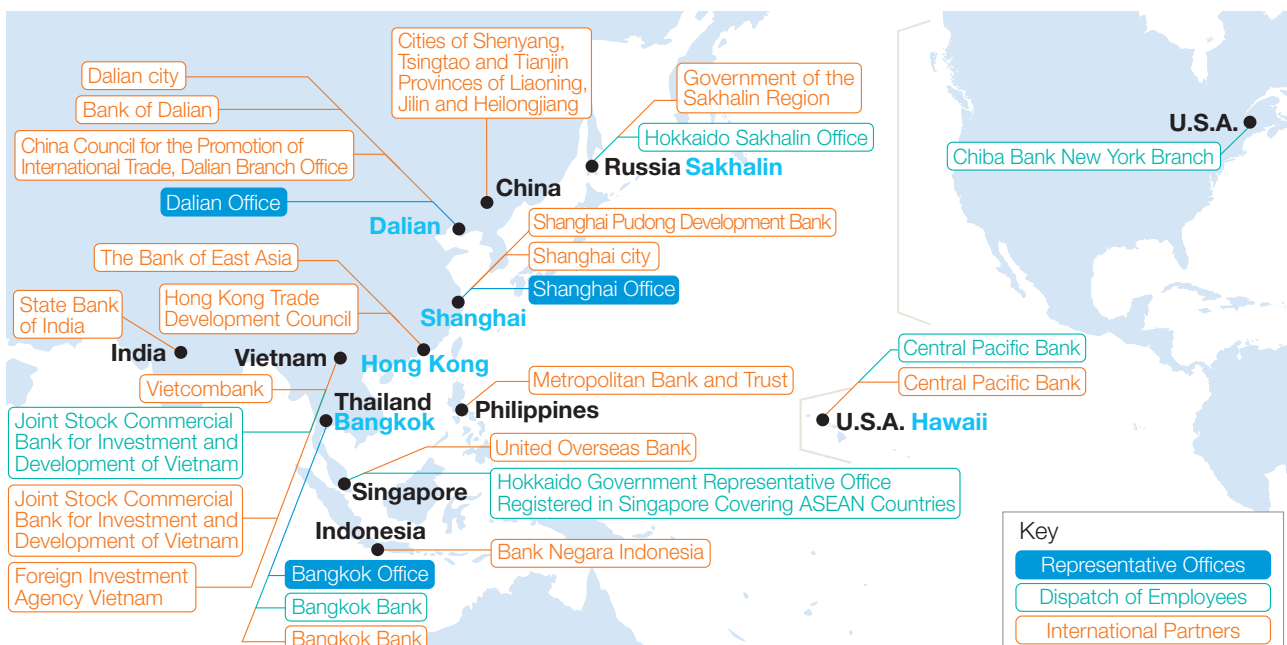 Cities of Shenyang,
Tsingtao and Tianjin
Provinces of Liaoning,
Jilin and Heilongjiang
Dalian city
Bank of Dalian
China Council for the Promotion of
International Trade, Dalian Branch Office
Dalian Office
China
Dalian
Government of the
Sakhalin Region
Hokkaido Sakhalin Office
Russia Sakhalin
U.S.A.
Chiba Bank New York Branch
Shanghai Pudong Development Bank
Shanghai city
Shanghai Office
Shanghai
The Bank of East Asia
Hong Kong Trade
Development Council
Hong Kong
State Bank
of India
India
Vietnam
Vietcombank
Joint Stock Commercial
Bank for Investment and
Development of Vietnam
Joint Stock Commercial
Bank for Investment and
Development of Vietnam
Foreign Investment
Agency Vietnam
Thailand
Bangkok
Bangkok Office
Bangkok Bank
Bangkok Bank
Metropolitan Bank and Trust
Philippines
United Overseas Bank
Hokkaido Government Representative Office
Registered in Singapore Covering ASEAN Countries
Singapore
Indonesia
Bank Negara Indonesia
Central Pacific Bank
Central Pacific Bank
U.S.A. Hawaii
Key
Representative Offices
Dispatch of Employees
International Partners